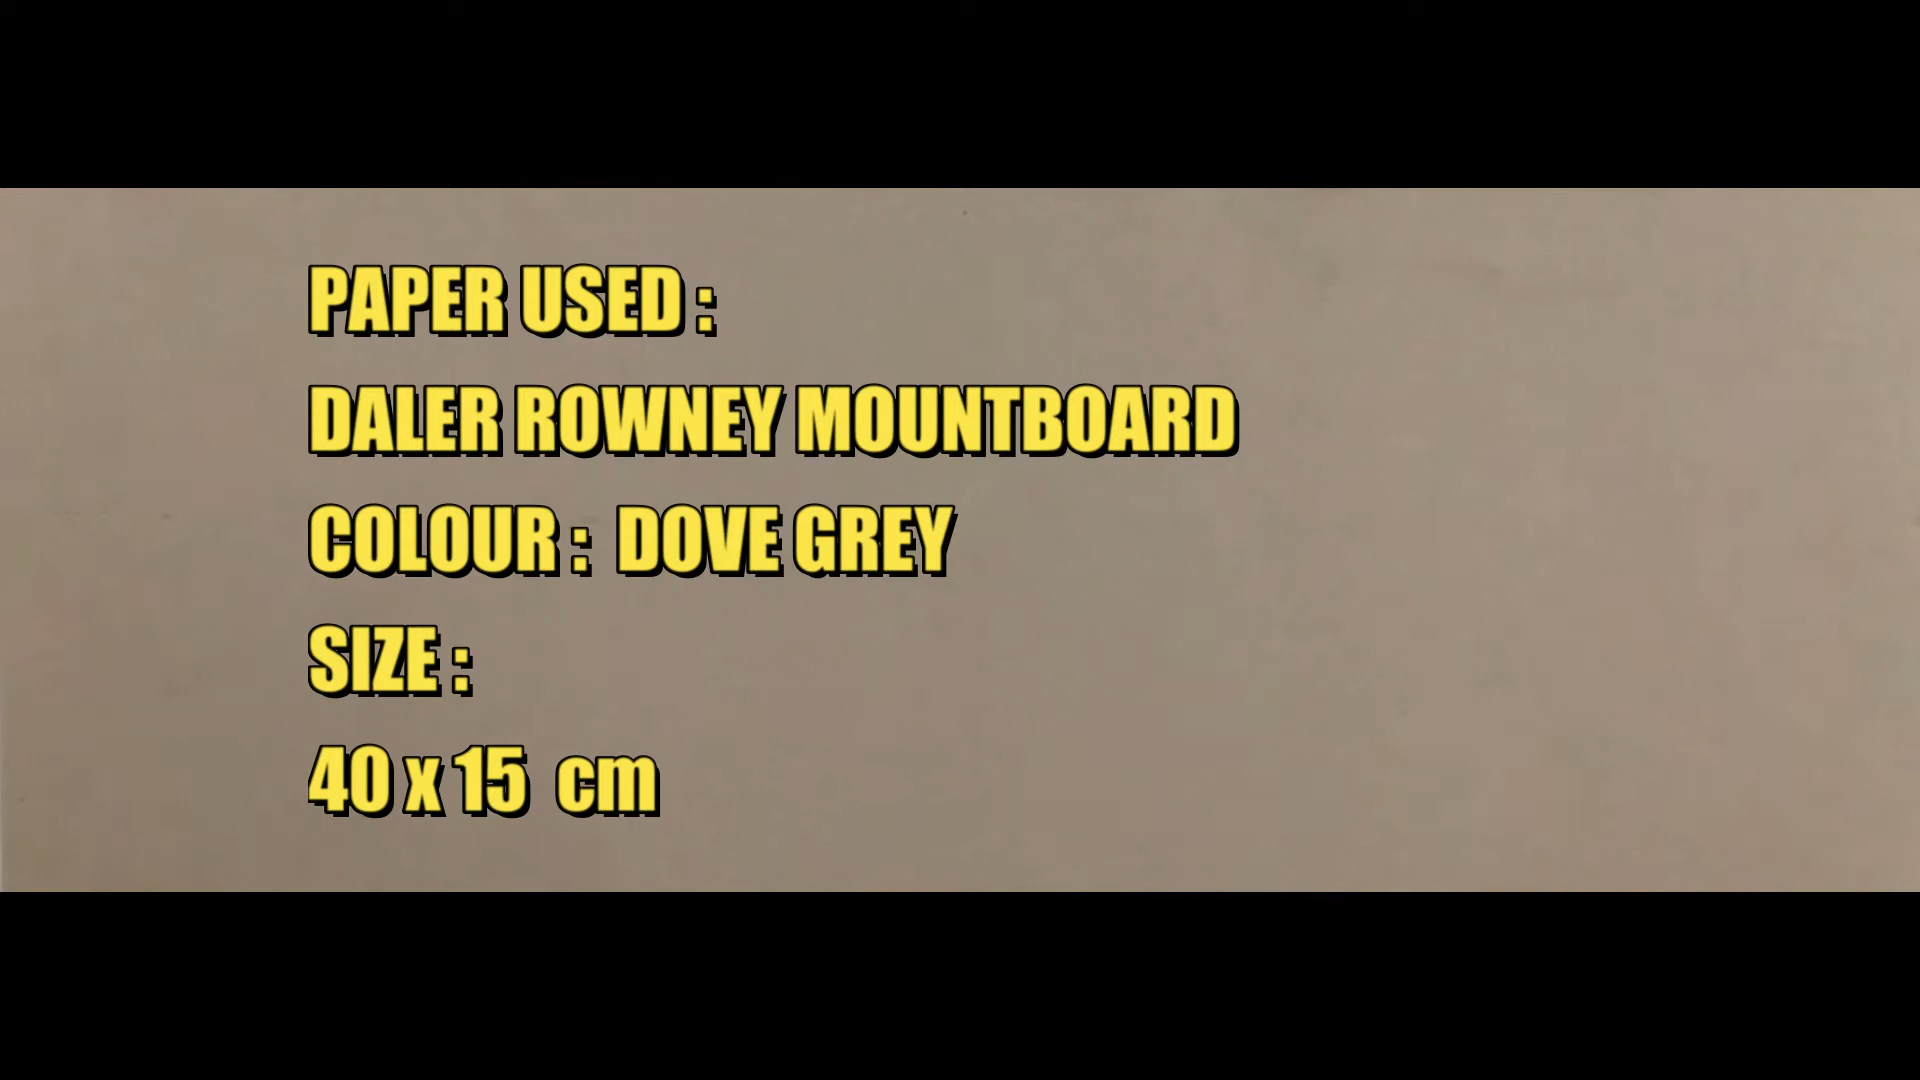 PAPER USED :
DALER ROWNEY MOUNTBOARD
COLOUR :  DOVE GREY
SIZE :
40 x 15  cm